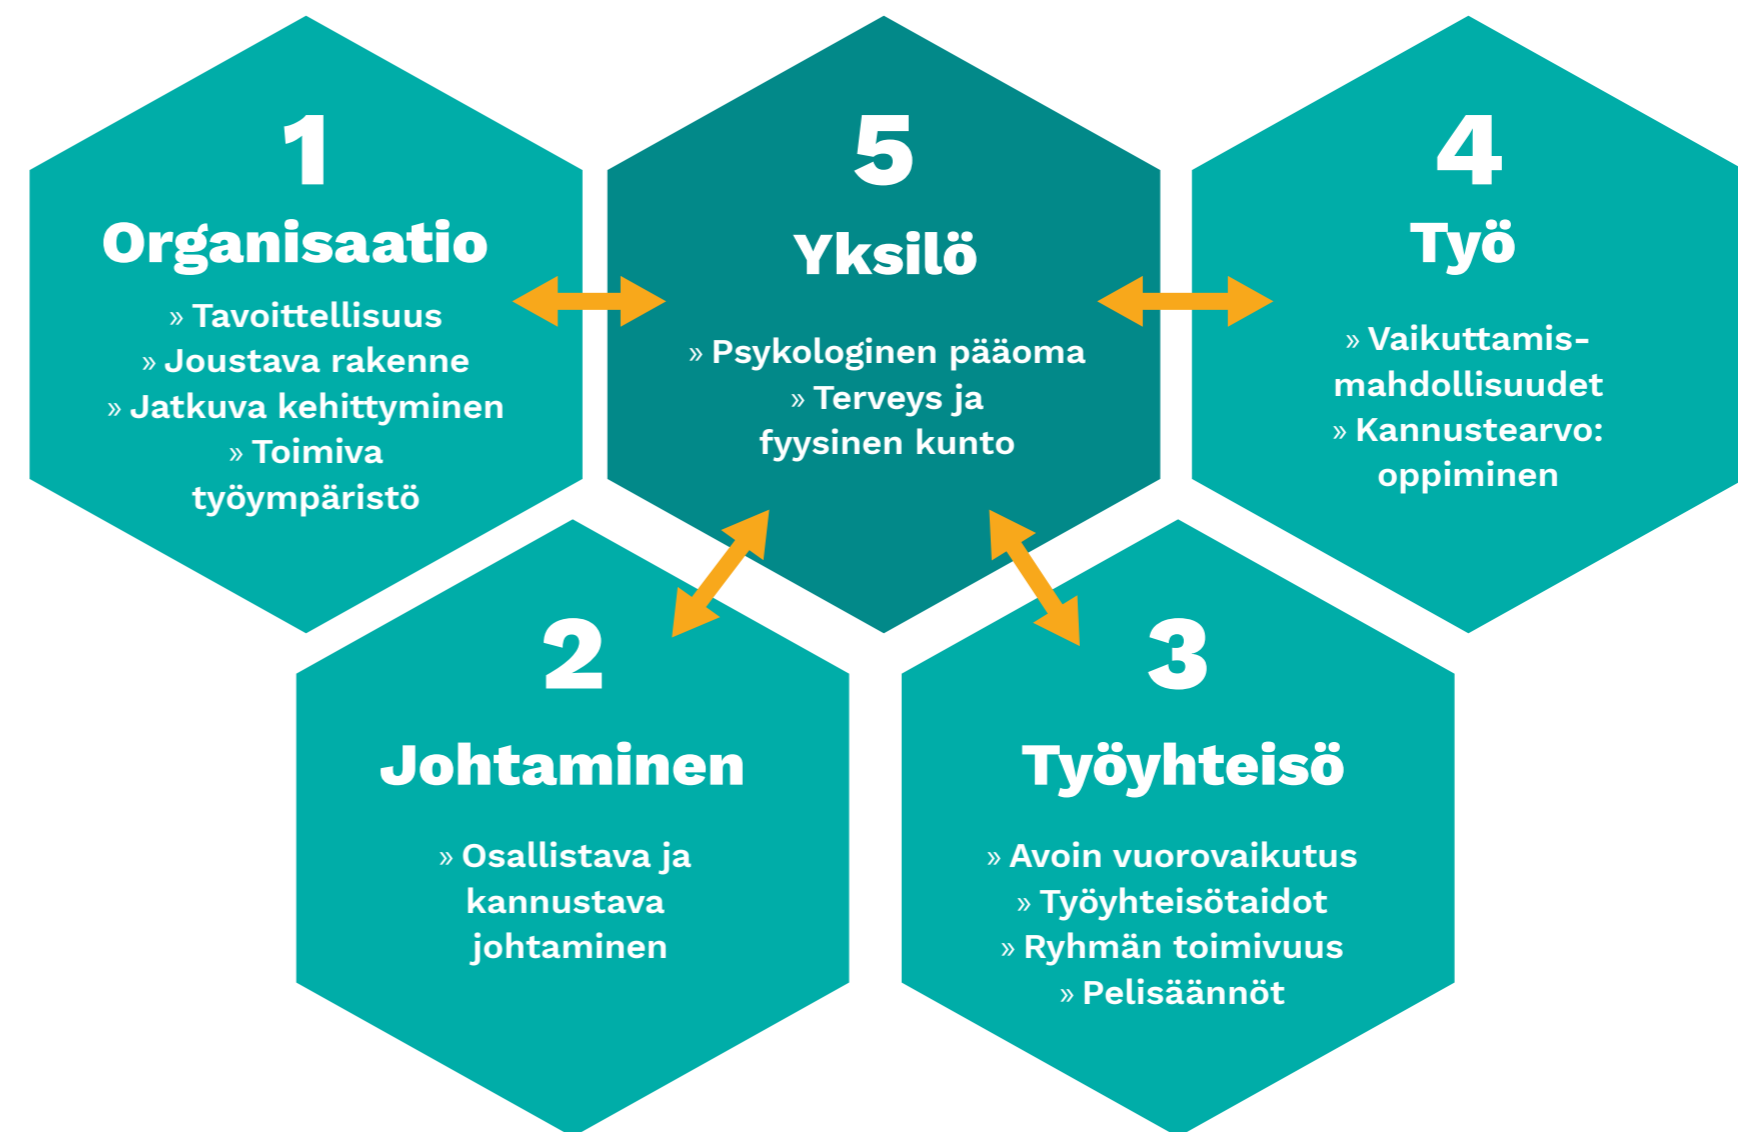 1
Organisaatio
» Tavoittellisuus
» Joustava rakenne
» Jatkuva kehittyminen
» Toimiva
työympäristö
5
Yksilö
» Psykologinen pääoma
» Terveys ja
fyysinen kunto
4
Työ
» Vaikuttamis-
mahdollisuudet
» Kannustearvo:
oppiminen
2
Johtaminen
» Osallistava ja
kannustava
johtaminen
3
Työyhteisö
» Avoin vuorovaikutus
» Työyhteisötaidot
» Ryhmän toimivuus
» Pelisäännöt